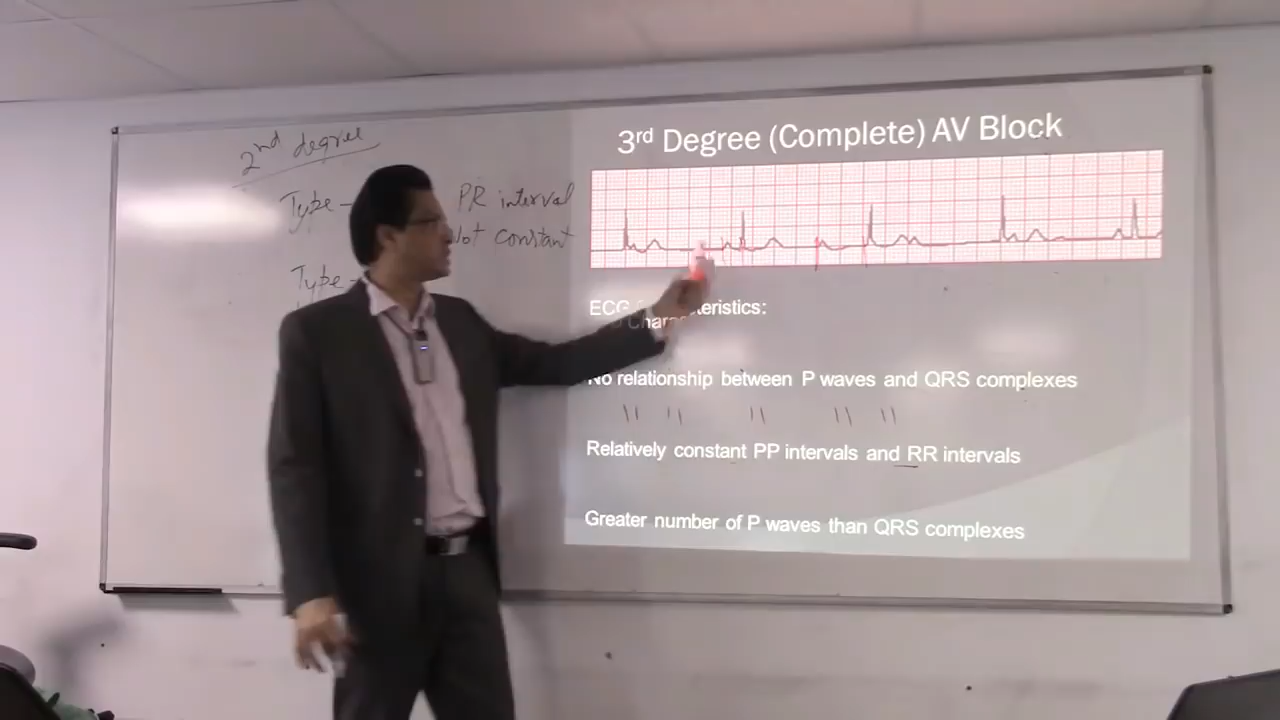 2nd degree
Type-
PR interval
Not constant
Type-
3rd Degree (Complete) AV Block
ECG
teristics:
No relationship between P waves and QRS complexes
Relatively constant PP intervals and RR intervals
Greater number of P waves than QRS complexes